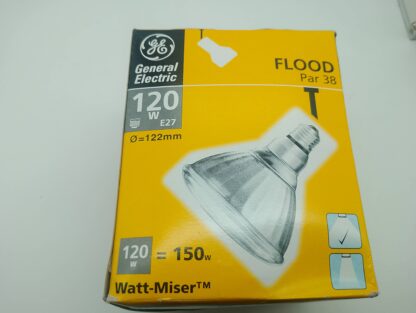 GE
General
Electric
FLOOD
Par 38
120
W
E27
Ø=122mm
120
W
= 150W
Watt-Miser™